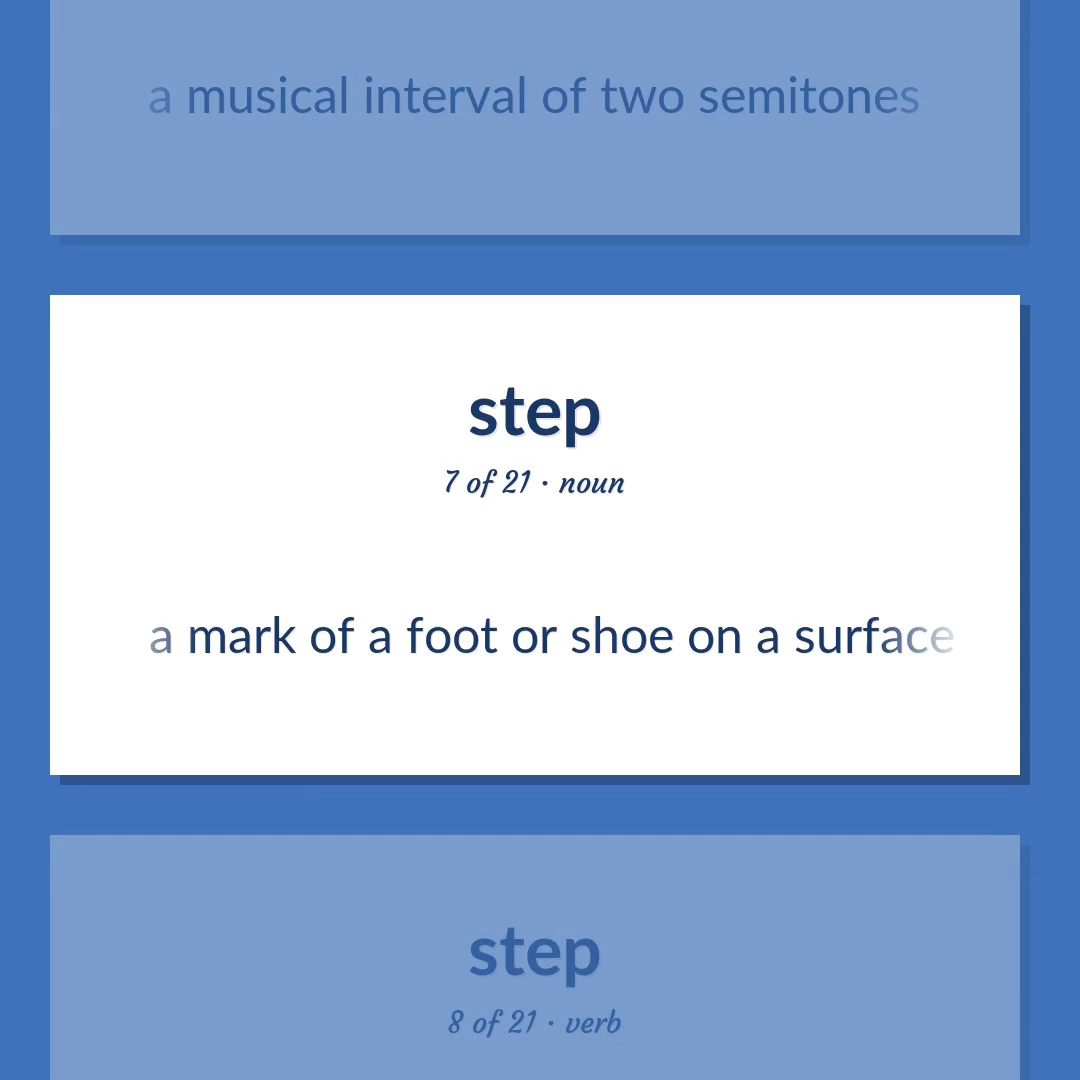 a musical interval of two semitones
step
7 of 21 · noun
a mark of a foot or shoe on a surface
step
8 of 21 · verb